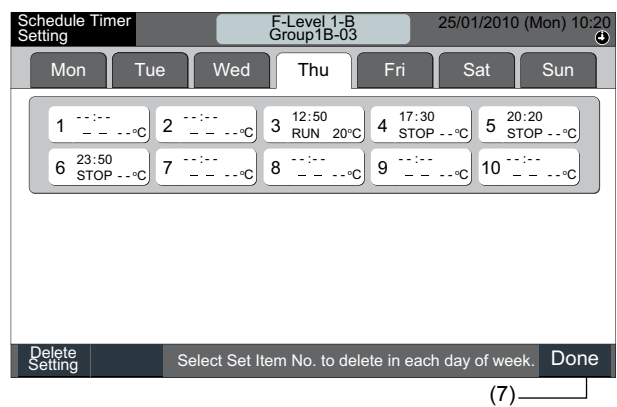 Schedule Timer
Setting
F-Level 1-B
Group1B-03
25/01/2010 (Mon) 10:20
Mon Tue Wed Thu Fri Sat Sun
1 --:-- 2 --:-- 3 12:50 4 17:30 5 20:20
– – --°C – – --°C RUN 20°C STOP --°C STOP --°C
6 23:50 7 --:-- 8 --:-- 9 --:-- 10 --:--
STOP --°C – – --°C – – --°C – – --°C – – --°C
Delete
Setting
Select Set Item No. to delete in each day of week.
Done
(7)